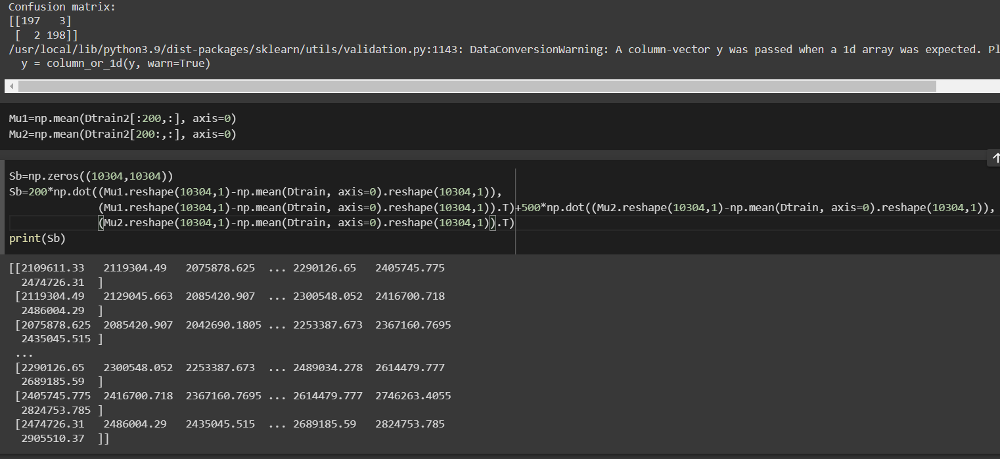 Confusion matrix:
[[197   3]
 [  2 198]]
/usr/local/lib/python3.9/dist-packages/sklearn/utils/validation.py:1143: DataConversionWarning: A column-vector y was passed when a 1d array was expected. Pl
  y = column_or_1d(y, warn=True)
Mu1=np.mean(Dtrain2[:200,:], axis=0)
Mu2=np.mean(Dtrain2[200:,:], axis=0)
Sb=np.zeros((10304,10304))
Sb=200*np.dot((Mu1.reshape(10304,1)-np.mean(Dtrain, axis=0).reshape(10304,1)),
              (Mu1.reshape(10304,1)-np.mean(Dtrain, axis=0).reshape(10304,1)).T)+500*np.dot((Mu2.reshape(10304,1)-np.mean(Dtrain, axis=0).reshape(10304,1)),
              (Mu2.reshape(10304,1)-np.mean(Dtrain, axis=0).reshape(10304,1)).T)
print(Sb)
[[2109611.33   2119304.49   2075878.625  ... 2290126.65   2405745.775
  2474726.31  ]
 [2119304.49   2129045.663  2085420.907  ... 2300548.052  2416700.718
  2486004.29  ]
 [2075878.625  2085420.907  2042690.1805 ... 2253387.673  2367160.7695
  2435045.515 ]
 ...
 [2290126.65   2300548.052  2253387.673  ... 2489034.278  2614479.777
  2689185.59  ]
 [2405745.775  2416700.718  2367160.7695 ... 2614479.777  2746263.4055
  2824753.785 ]
 [2474726.31   2486004.29   2435045.515  ... 2689185.59   2824753.785
  2905510.37  ]]